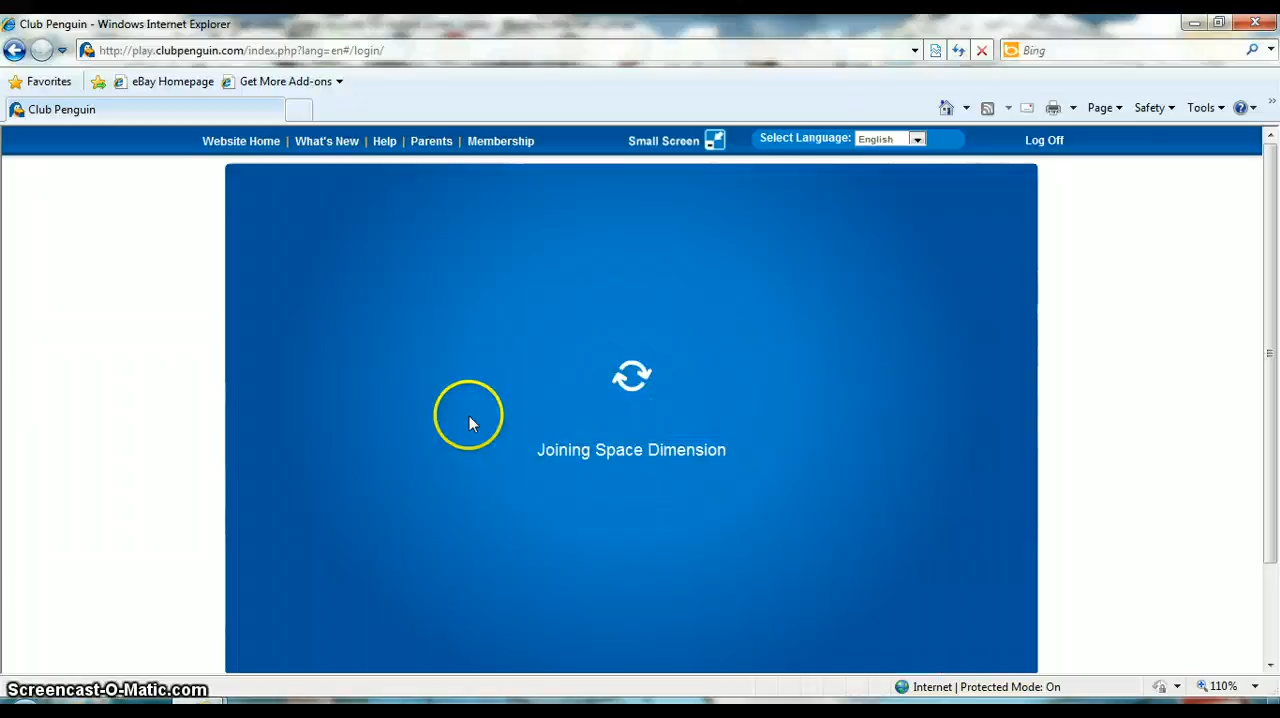 Club Penguin - Windows Internet Explorer
http://play.clubpenguin.com/index.php?lang=en#/login/
Bing
Favorites
eBay Homepage
Get More Add-ons
Club Penguin
Page
Safety
Tools
Website Home | What's New | Help | Parents | Membership
Small Screen
Select Language: English
Log Off
Joining Space Dimension
Screencast-O-Matic.com
Internet | Protected Mode: On
110%